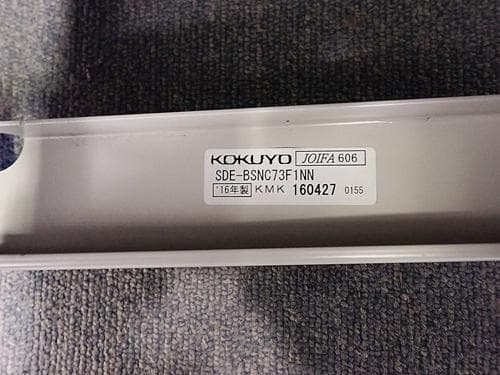 KOKUYO JOIFA 606
SDE-BSNC73F1NN
'16年製 KMK 160427 0155